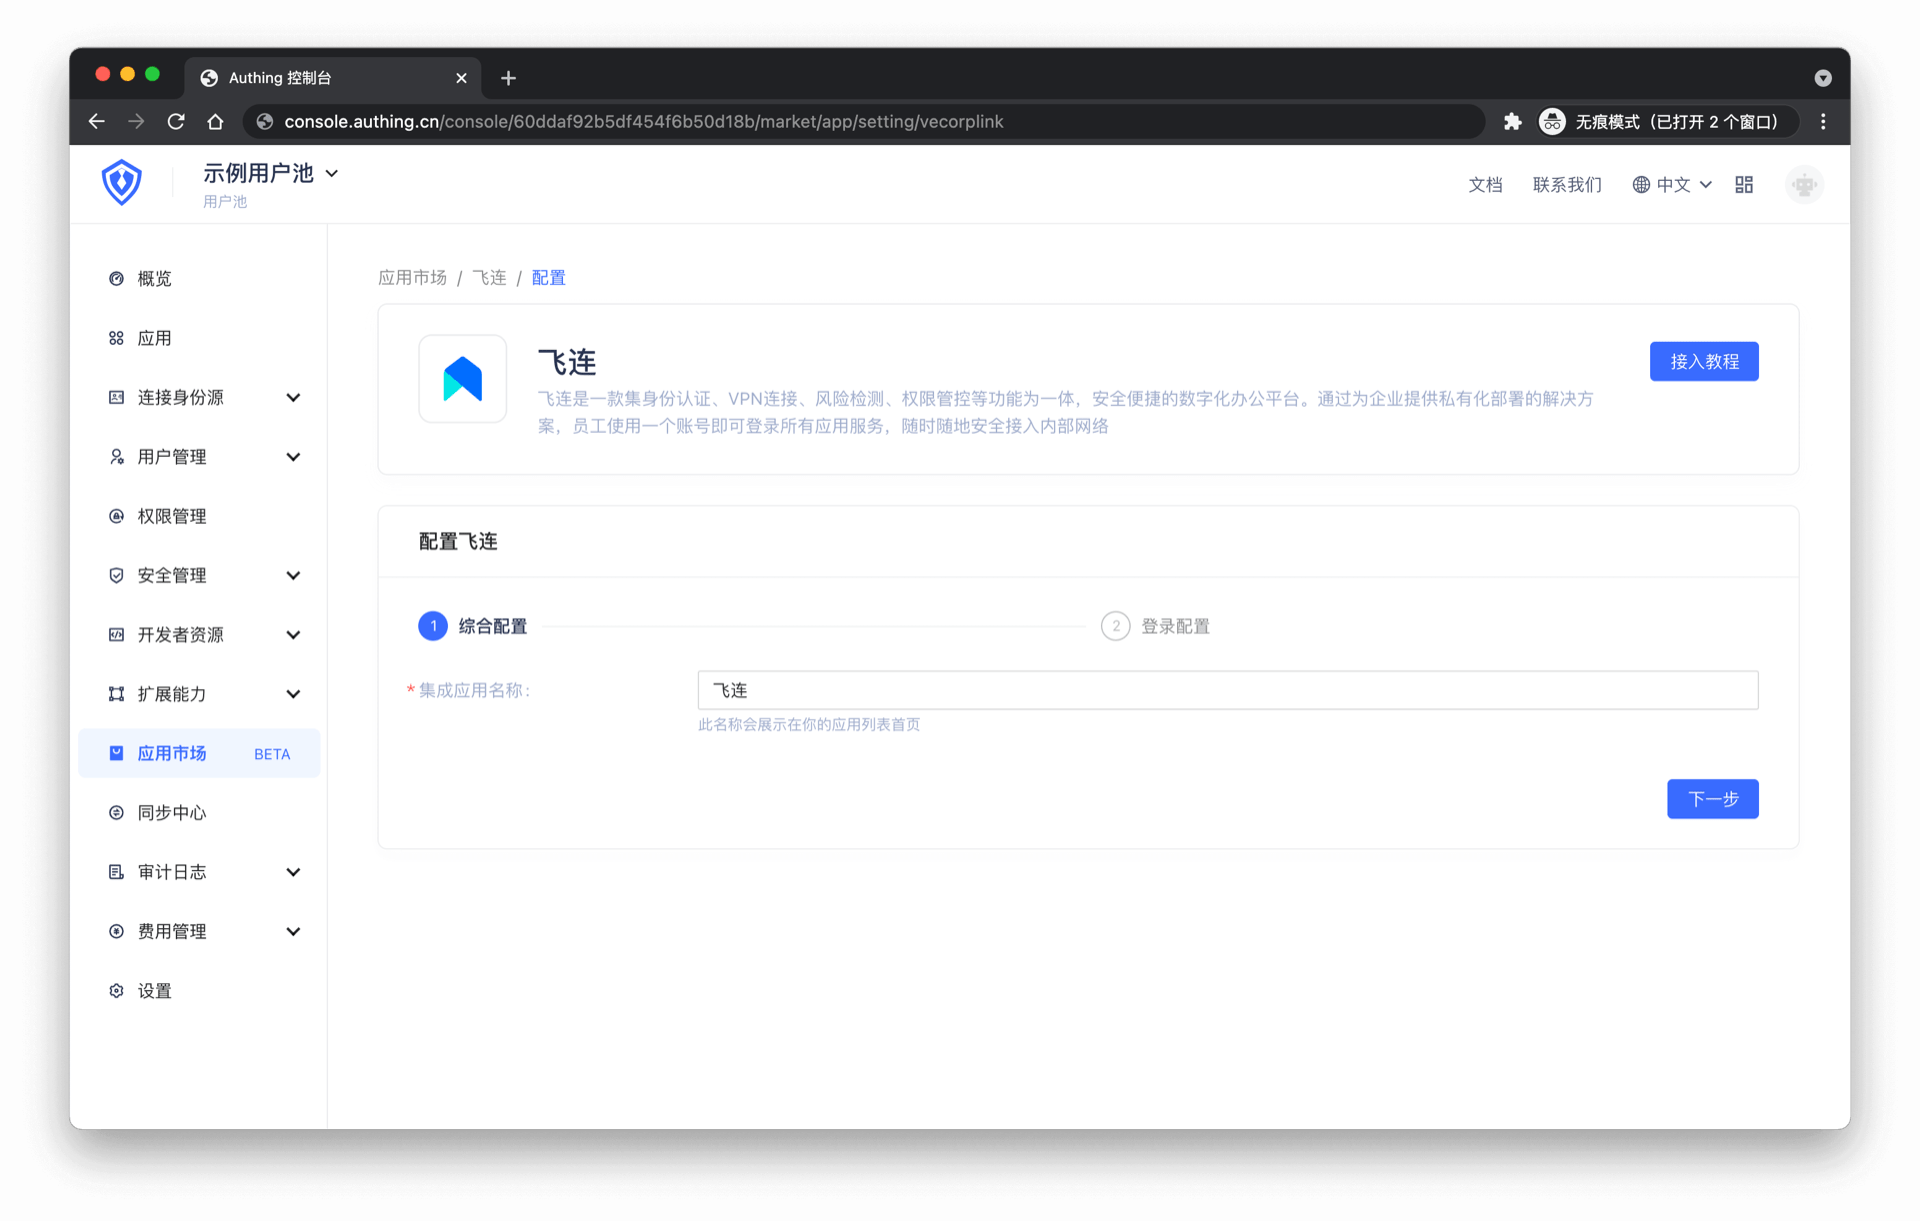 Authing 控制台
console.authing.cn/console/60ddaf92b5df454f6b50d18b/market/app/setting/vecorplink
无痕模式（已打开 2 个窗口）
示例用户池
用户池
文档 联系我们 中文
概览
应用
连接身份源
用户管理
权限管理
安全管理
开发者资源
扩展能力
应用市场 BETA
同步中心
审计日志
费用管理
设置
应用市场 / 飞连 / 配置
飞连
接入教程
飞连是一款集身份认证、VPN连接、风险检测、权限管控等功能为一体，安全便捷的数字化办公平台。通过为企业提供私有化部署的解决方
案，员工使用一个账号即可登录所有应用服务，随时随地安全接入内部网络
配置飞连
1 综合配置
2 登录配置
* 集成应用名称:
飞连
此名称会展示在你的应用列表首页
下一步